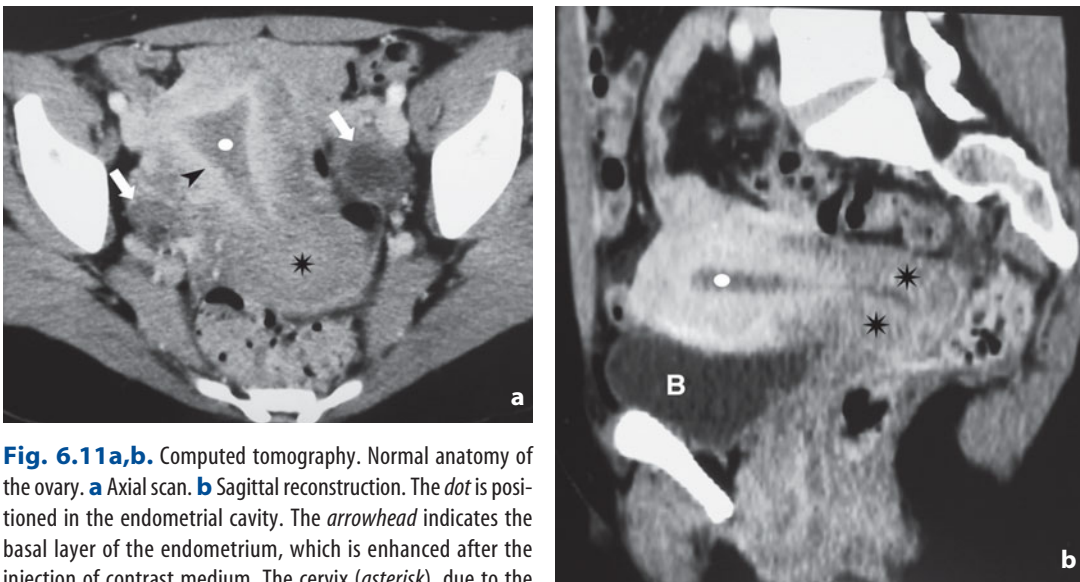 a
B
b
Fig. 6.11a,b. Computed tomography. Normal anatomy of
the ovary. a Axial scan. b Sagittal reconstruction. The dot is posi-
tioned in the endometrial cavity. The arrowhead indicates the
basal layer of the endometrium, which is enhanced after the
injection of contrast medium. The cervix (asterisk), due to the